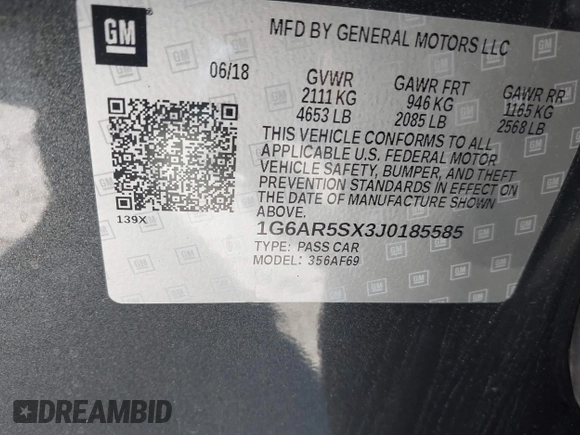 GM
MFD BY GENERAL MOTORS LLC
06/18
GVWR
2111 KG
4653 LB
GAWR FRT
946 KG
2085 LB
GAWR RR
1165 KG
2568 LB
THIS VEHICLE CONFORMS TO ALL
APPLICABLE U.S. FEDERAL MOTOR
VEHICLE SAFETY, BUMPER, AND THEFT
PREVENTION STANDARDS IN EFFECT ON
THE DATE OF MANUFACTURE SHOWN
ABOVE.
139X
1G6AR5SX3J0185585
TYPE: PASS CAR
MODEL: 356AF69
DREAMBID